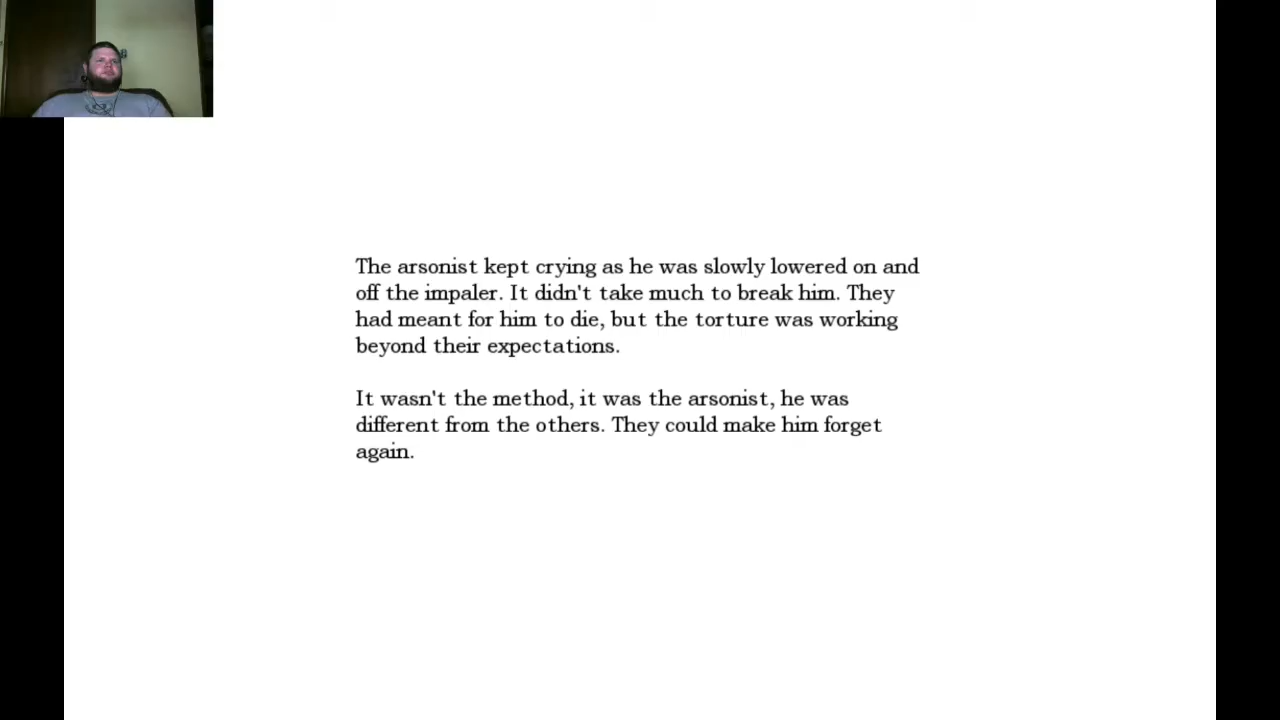 The arsonist kept crying as he was slowly lowered on and
off the impaler. It didn't take much to break him. They
had meant for him to die, but the torture was working
beyond their expectations.
It wasn't the method, it was the arsonist, he was
different from the others. They could make him forget
again.